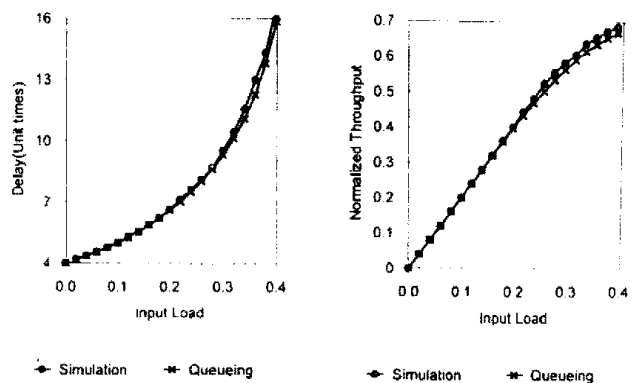 16
13
10
7
4
Delay(Unit times)
0.0 0.1 0.2 0.3 0.4
Input Load
Simulation Queueing
0.7
0.6
0.5
0.4
0.3
0.2
0.1
0
Normalized Throughput
0.0 0.1 0.2 0.3 0.4
Input Load
Simulation Queueing